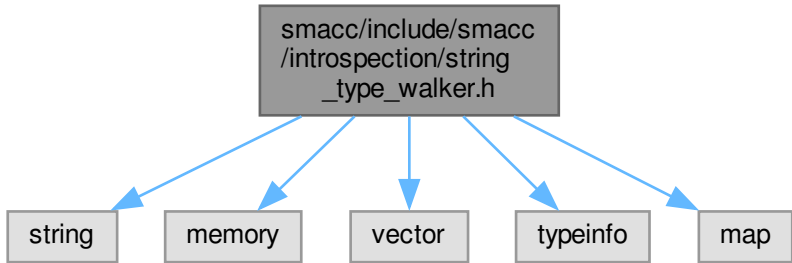 smacc/include/smacc
/introspection/string
_type_walker.h
string
memory
vector
typeinfo
map